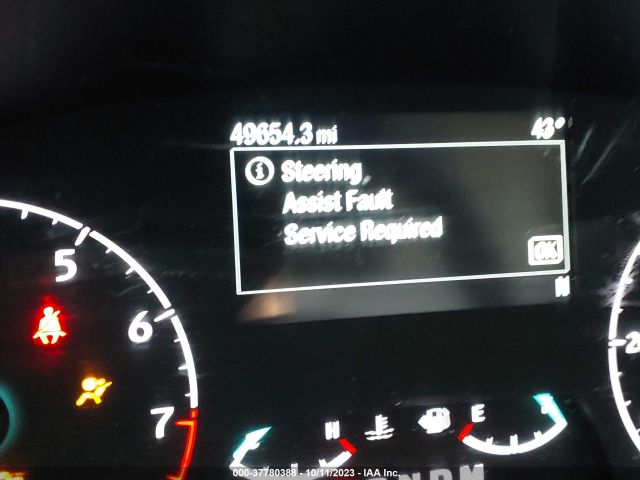 49654.3 mi 43°
Steering
Assist Fault
Service Required
OK
N
5
6
7
H E
N D M
000-37780388 - 10/11/2023 - IAA Inc.